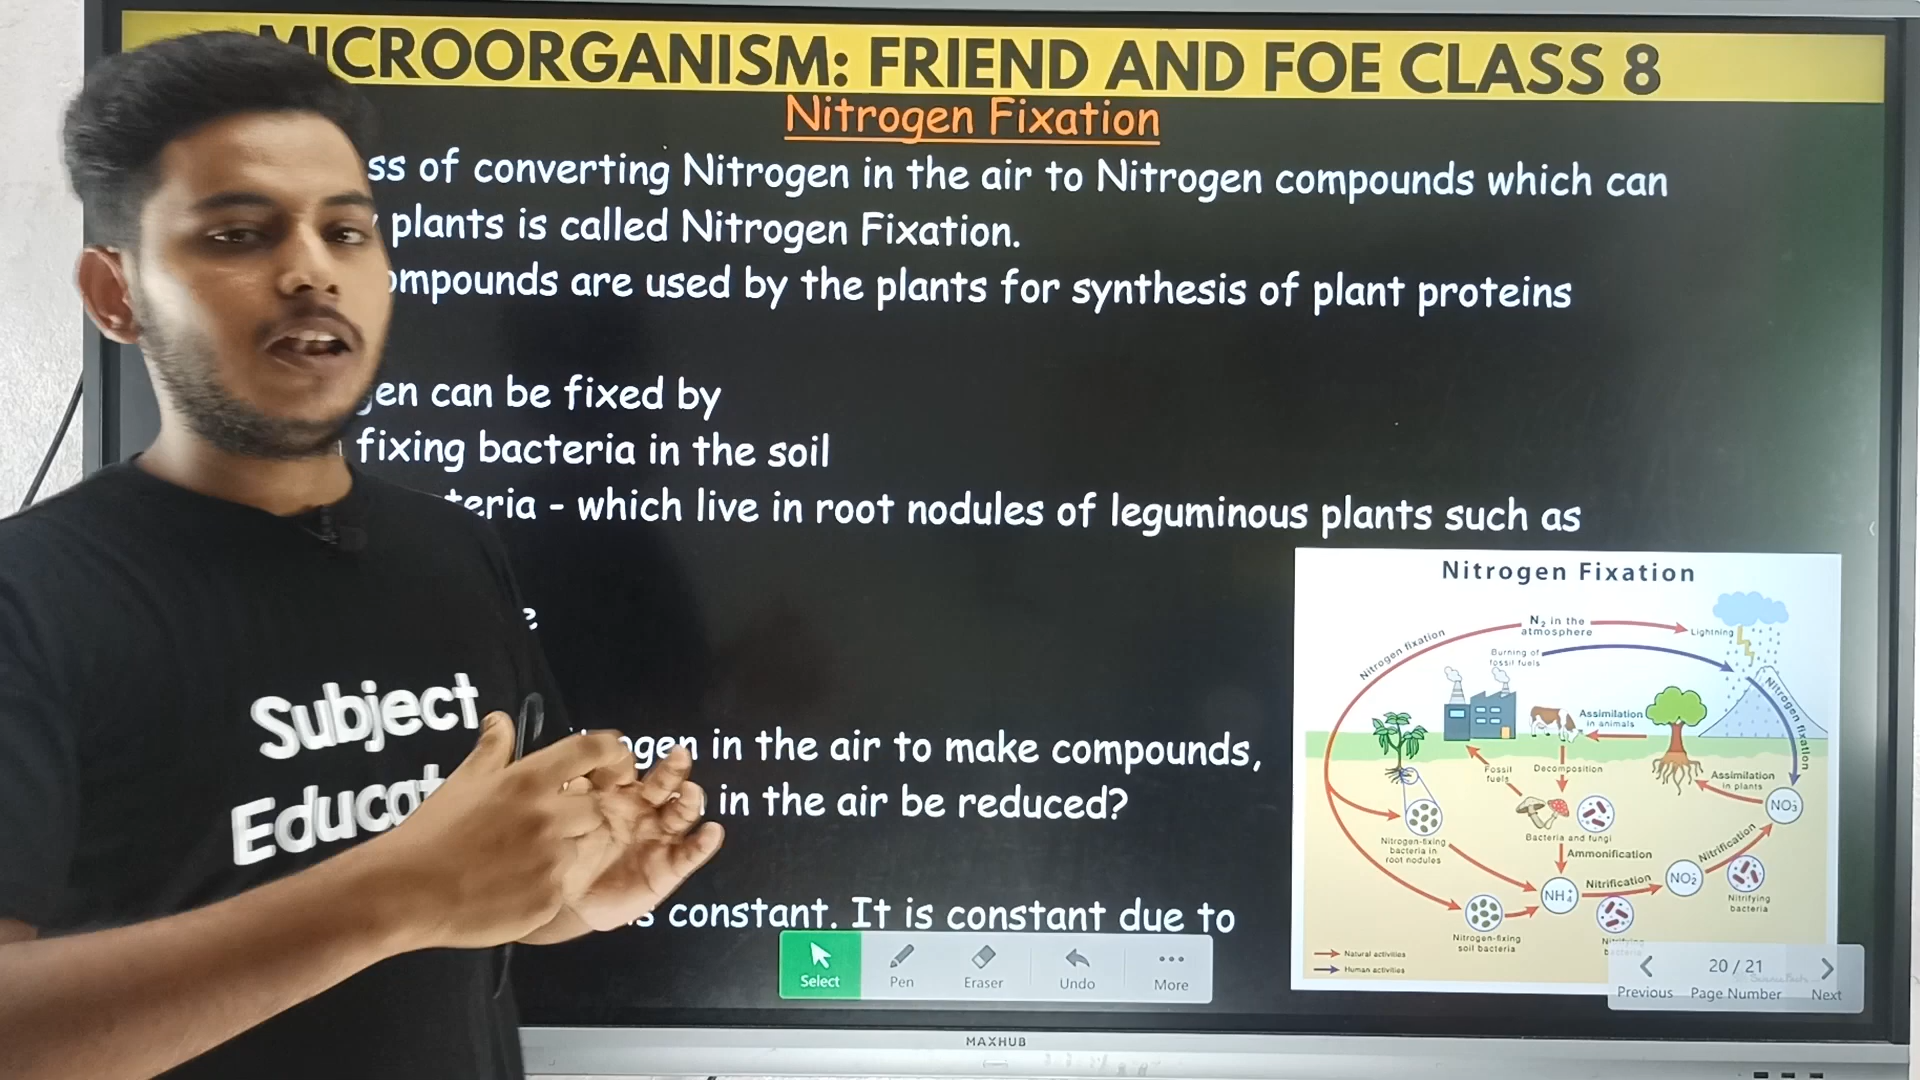 MICROORGANISM: FRIEND AND FOE CLASS 8
Nitrogen Fixation
ss of converting Nitrogen in the air to Nitrogen compounds which can
plants is called Nitrogen Fixation.
ompounds are used by the plants for synthesis of plant proteins
en can be fixed by
fixing bacteria in the soil
teria - which live in root nodules of leguminous plants such as
ogen in the air to make compounds,
in the air be reduced?
s constant. It is constant due to
Subject
Educat
Nitrogen Fixation
N2 in the
atmosphere
Lightning
Nitrogen fixation
Burning of
fossil fuels
Nitrogen fixation
Assimilation
in animals
Fossil
fuels
Decomposition
Assimilation
in plants
NO3-
Nitrogen-fixing
bacteria in
root nodules
Bacteria and fungi
Ammonification
Nitrification
NH4+
Nitrification
NO2-
Nitrifying
bacteria
Nitrogen-fixing
soil bacteria
Natural activities
Human activities
Select
Pen
Eraser
Undo
More
20 / 21
Previous
Page Number
Next
MAXHUB